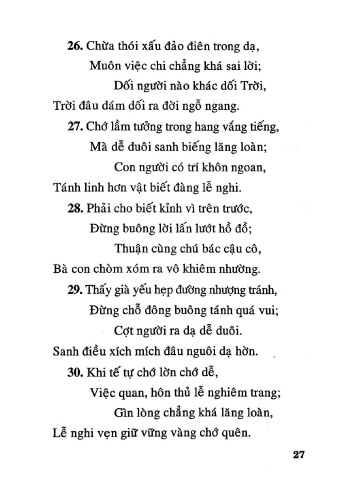 26. Chừa thói xấu đảo điên trong dạ,
Muôn việc chi chẳng khá sai lời;
Dối người nào khác dối Trời,
Trời đâu dám dối ra đời ngỗ ngang.
27. Chớ lầm tưởng trong hang vắng tiếng,
Mà dể duôi sanh biếng lăng loàn;
Con người có trí khôn ngoan,
Tánh linh hơn vật biết đàng lễ nghi.
28. Phải cho biết kỉnh vì trên trước,
Đừng buông lời lấn lướt hồ đồ;
Thuận cùng chú bác cậu cô,
Bà con chòm xóm ra vô khiêm nhường.
29. Thấy già yếu hẹp đường nhượng tránh,
Đừng chỗ đông buông tánh quá vui;
Cợt người ra dạ dể duôi.
Sanh điều xích mích đâu nguôi dạ hờn.
30. Khi tế tự chớ lờn chớ dể,
Việc quan, hôn thủ lễ nghiêm trang;
Gìn lòng chẳng khá lăng loàn,
Lễ nghi vẹn giữ vững vàng chớ quên.
27